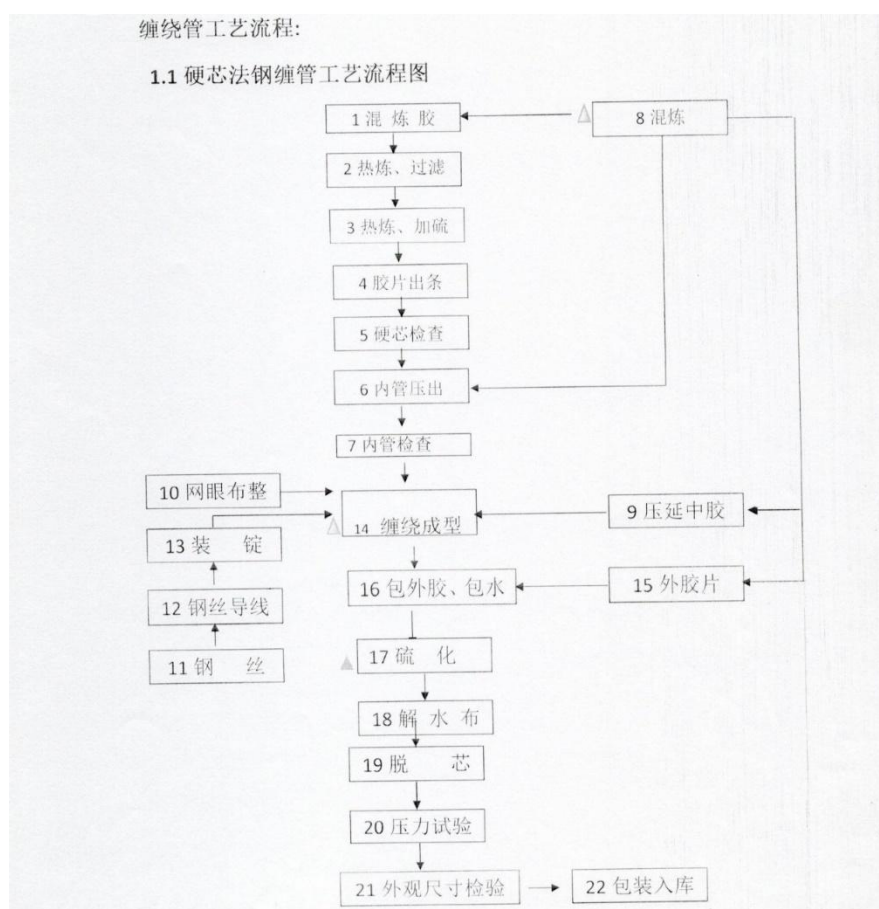 缠绕管工艺流程:
1.1 硬芯法钢缠管工艺流程图
1 混 炼 胶
8 混炼
2 热炼、过滤
3 热炼、加硫
4 胶片出条
5 硬芯检查
6 内管压出
7 内管检查
10 网眼布整
14 缠绕成型
9 压延中胶
13 装 锭
16 包外胶、包水
15 外胶片
12 钢丝导线
11 钢 丝
17 硫 化
18 解 水 布
19 脱 芯
20 压力试验
21 外观尺寸检验
22 包装入库